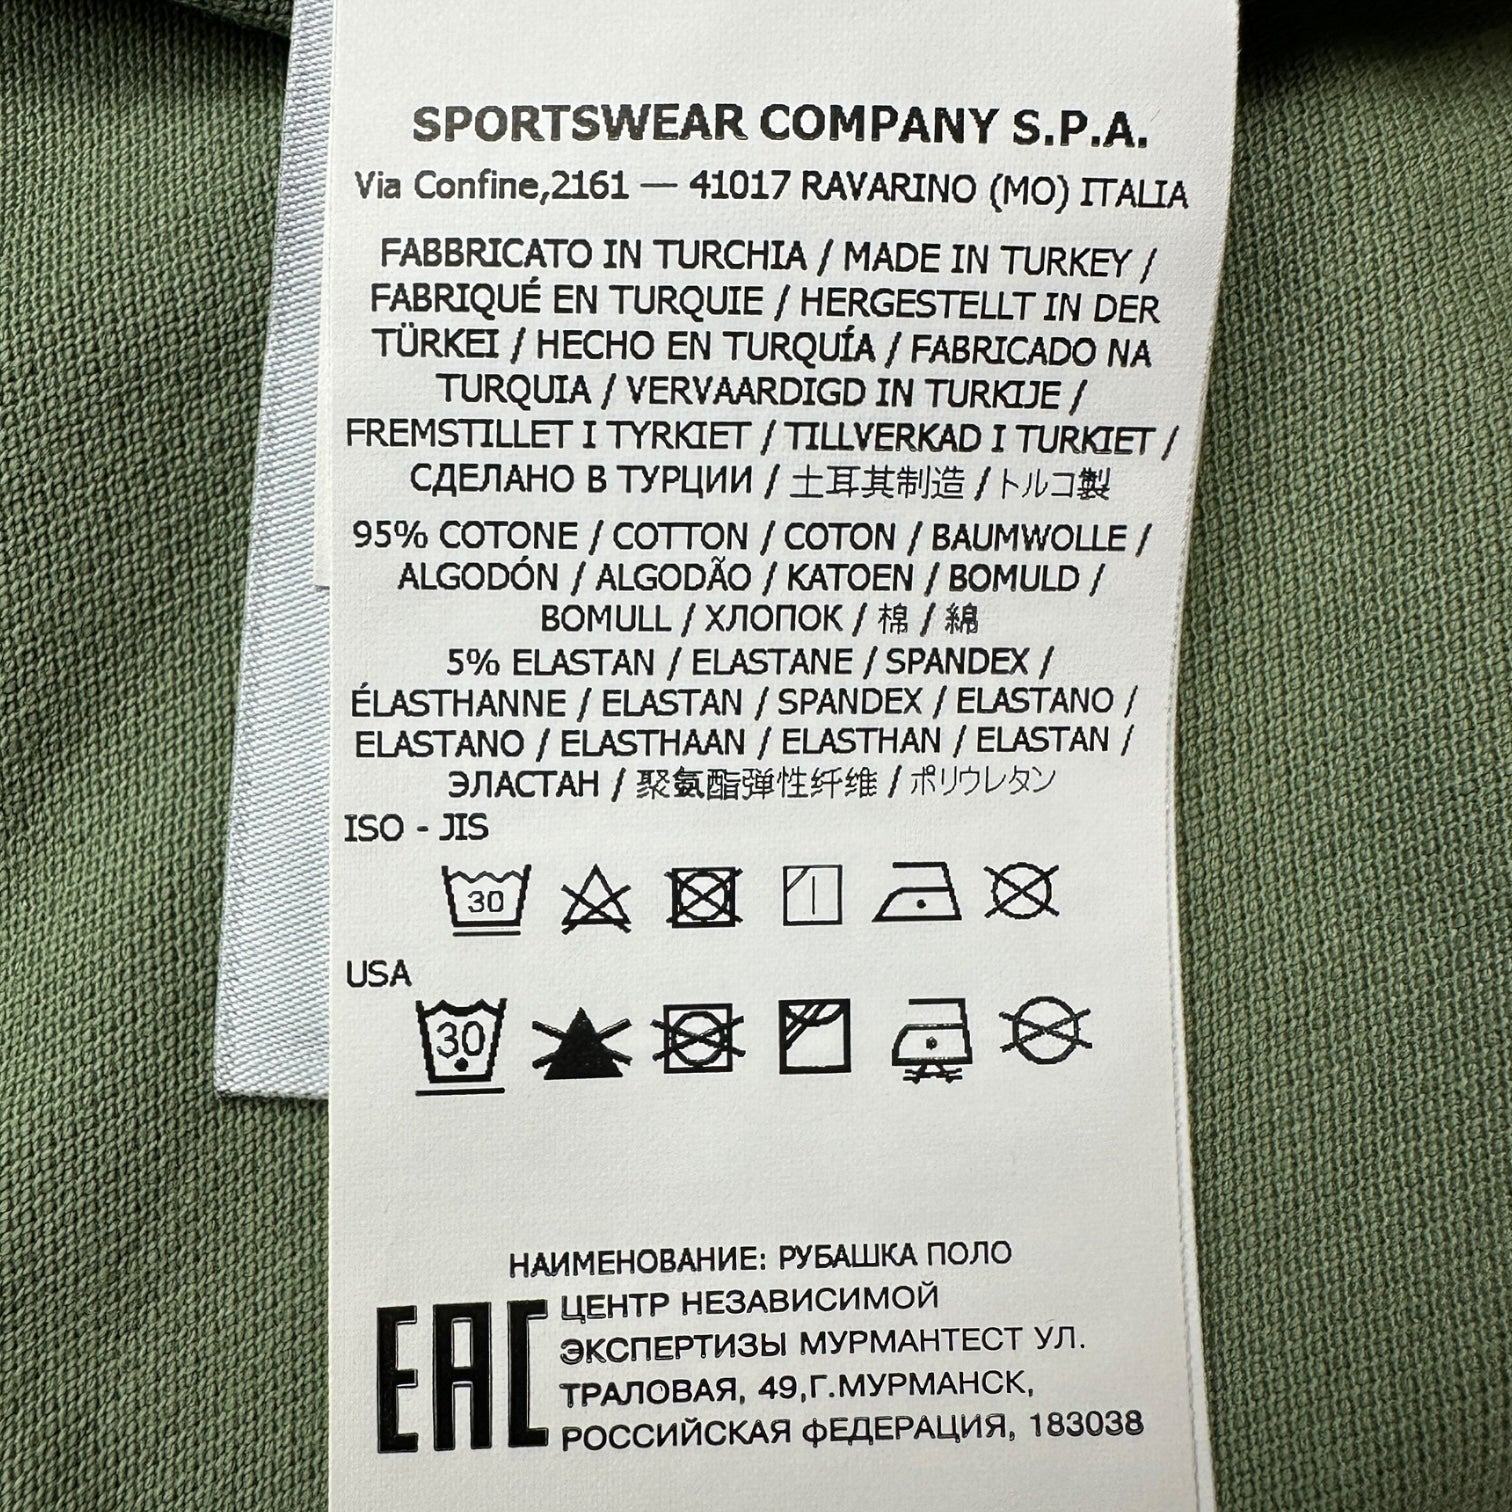 SPORTSWEAR COMPANY S.P.A.
Via Confine,2161 — 41017 RAVARINO (MO) ITALIA
FABBRICATO IN TURCHIA / MADE IN TURKEY /
FABRIQUÉ EN TURQUIE / HERGESTELLT IN DER
TÜRKEI / HECHO EN TURQUÍA / FABRICADO NA
TURQUIA / VERVAARDIGD IN TURKIJE /
FREMSTILLET I TYRKIET / TILLVERKAD I TURKIET /
СДЕЛАНО В ТУРЦИИ / 土耳其制造 / トルコ製
95% COTONE / COTTON / COTON / BAUMWOLLE /
ALGODÓN / ALGODÃO / KATOEN / BOMULD /
BOMULL / ХЛОПОК / 棉 / 綿
5% ELASTAN / ELASTANE / SPANDEX /
ÉLASTHANNE / ELASTAN / SPANDEX / ELASTANO /
ELASTANO / ELASTHAAN / ELASTHAN / ELASTAN /
ЭЛАСТАН / 聚氨酯弹性纤维 / ポリウレタン
ISO - JIS
30
USA
30
НАИМЕНОВАНИЕ: РУБАШКА ПОЛО
EAC
ЦЕНТР НЕЗАВИСИМОЙ
ЭКСПЕРТИЗЫ МУРМАНТЕСТ УЛ.
ТРАЛОВАЯ, 49,Г.МУРМАНСК,
РОССИЙСКАЯ ФЕДЕРАЦИЯ, 183038